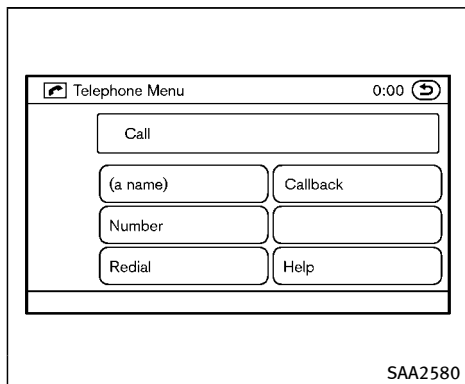 Telephone Menu 0:00
Call
(a name) Callback
Number
Redial Help
SAA2580